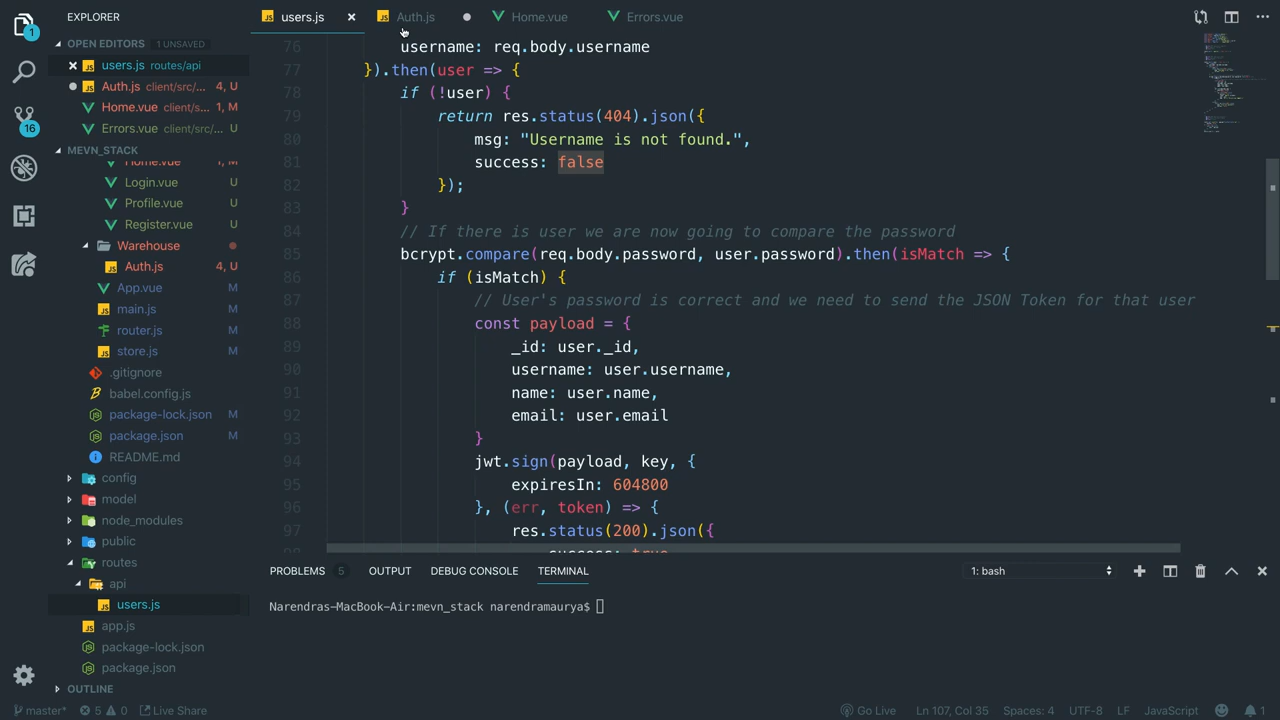 EXPLORER
OPEN EDITORS 1 UNSAVED
users.js routes/api
Auth.js client/src/... 4, U
Home.vue client/s... 1, M
Errors.vue client/src/... U
MEVN_STACK
Home.vue U
Login.vue U
Profile.vue U
Register.vue U
Warehouse
Auth.js 4, U
App.vue M
main.js M
router.js M
store.js M
.gitignore
babel.config.js
package-lock.json M
package.json M
README.md
config
model
node_modules
public
routes
api
users.js
app.js
package-lock.json
package.json
OUTLINE
1
16
users.js
Auth.js
Home.vue
Errors.vue
76 username: req.body.username
77 }).then(user => {
78 if (!user) {
79 return res.status(404).json({
80 msg: "Username is not found.",
81 success: false
82 });
83 }
84 // If there is user we are now going to compare the password
85 bcrypt.compare(req.body.password, user.password).then(isMatch => {
86 if (isMatch) {
87 // User's password is correct and we need to send the JSON Token for that user
88 const payload = {
89 _id: user._id,
90 username: user.username,
91 name: user.name,
92 email: user.email
93 }
94 jwt.sign(payload, key, {
95 expiresIn: 604800
96 }, (err, token) => {
97 res.status(200).json({
98 success: true
PROBLEMS 5 OUTPUT DEBUG CONSOLE TERMINAL 1: bash
Narendras-MacBook-Air:mevn_stack narendramaurya$
master* 5 0 Live Share Go Live Ln 107, Col 35 Spaces: 4 UTF-8 LF JavaScript 1